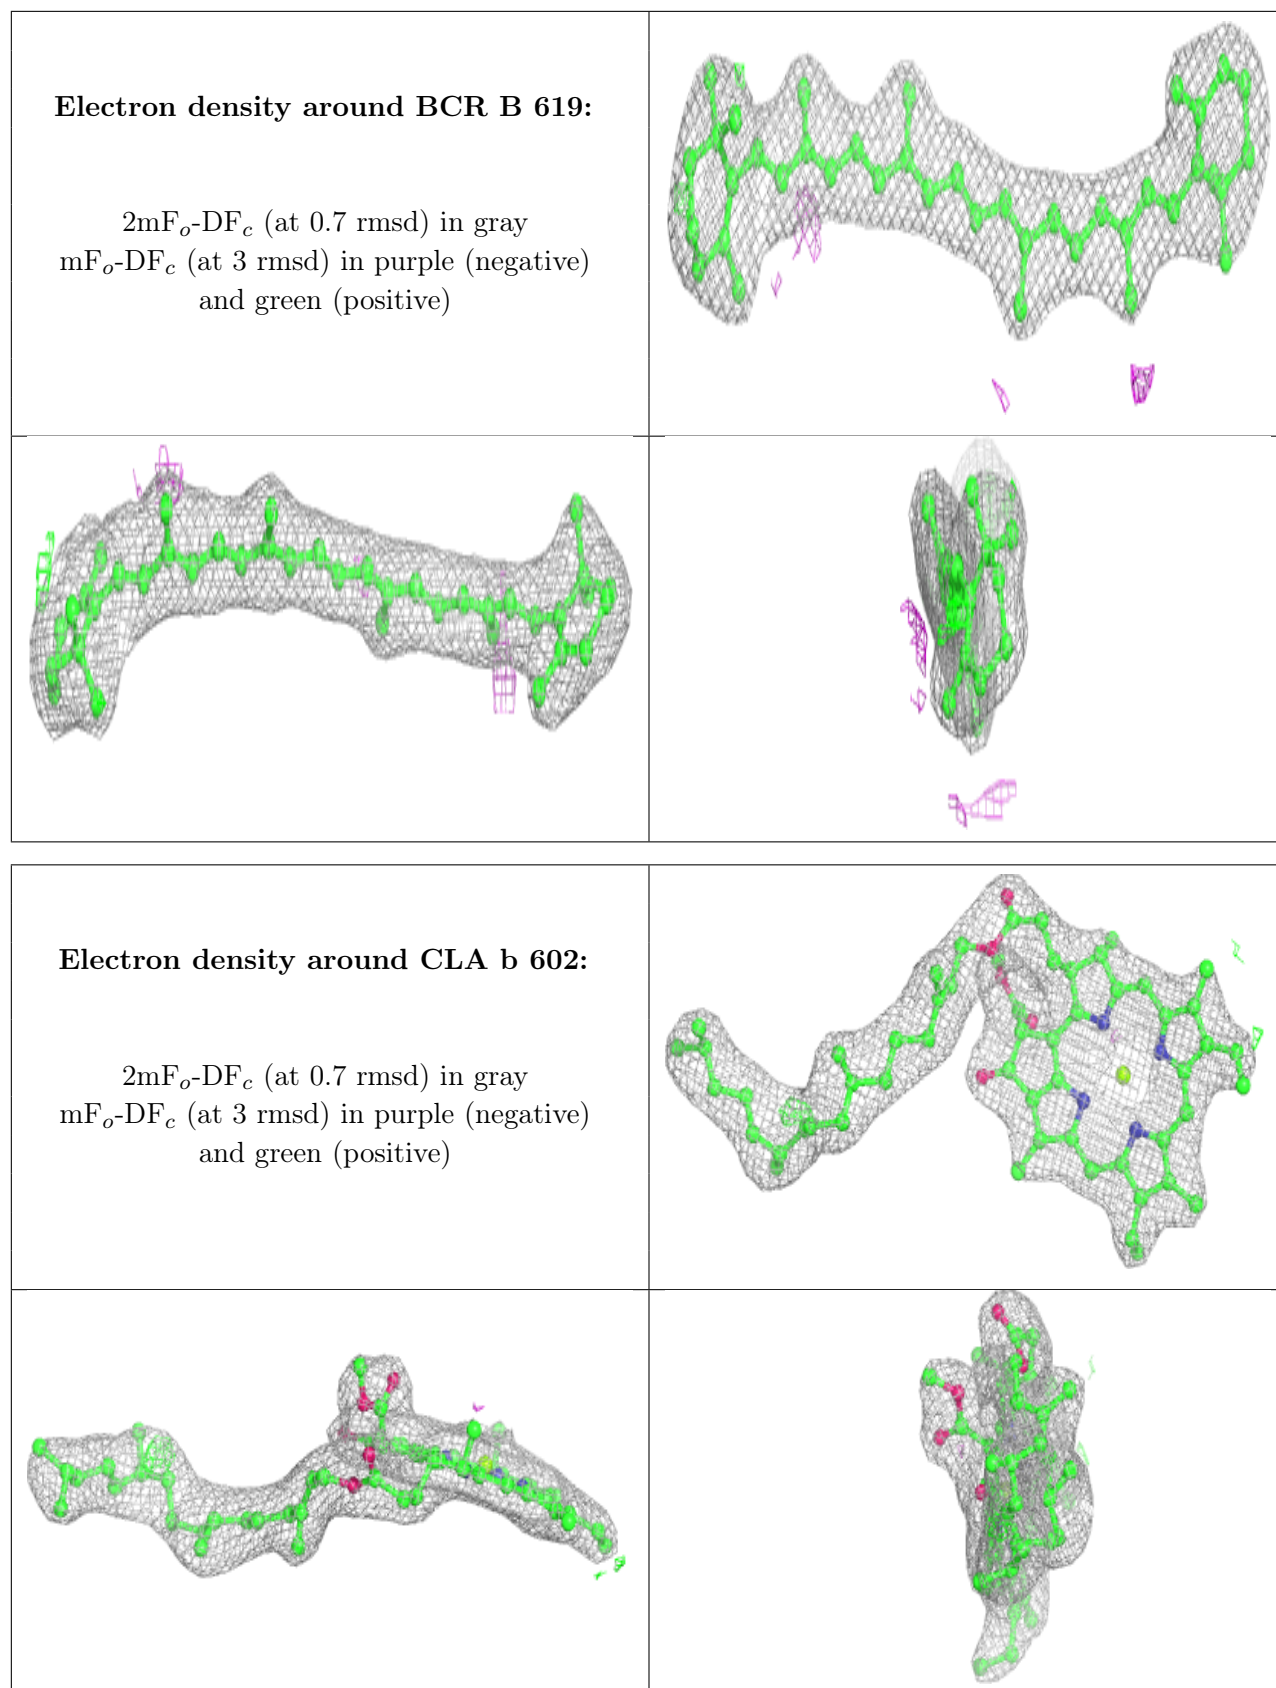 Electron density around BCR B 619:
2mFo-DFc (at 0.7 rmsd) in gray
mFo-DFc (at 3 rmsd) in purple (negative)
and green (positive)
Electron density around CLA b 602:
2mFo-DFc (at 0.7 rmsd) in gray
mFo-DFc (at 3 rmsd) in purple (negative)
and green (positive)